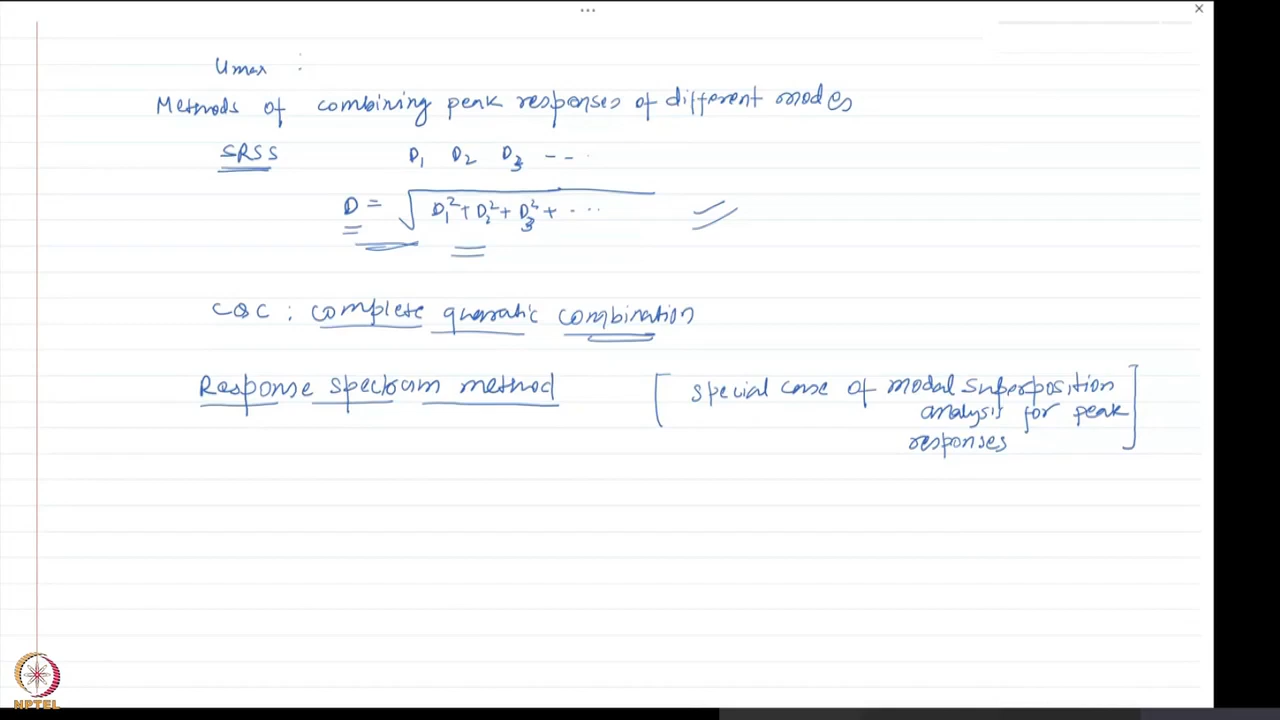 Umax :
Methods of combining peak responses of different modes
SRSS D1 D2 D3 -- ..
D = √(D1² + D2² + D3² + ...
CQC : Complete quaratic combination
Response spectrum method [ special case of modal superposition
analysis for peak
responses ]
NPTEL